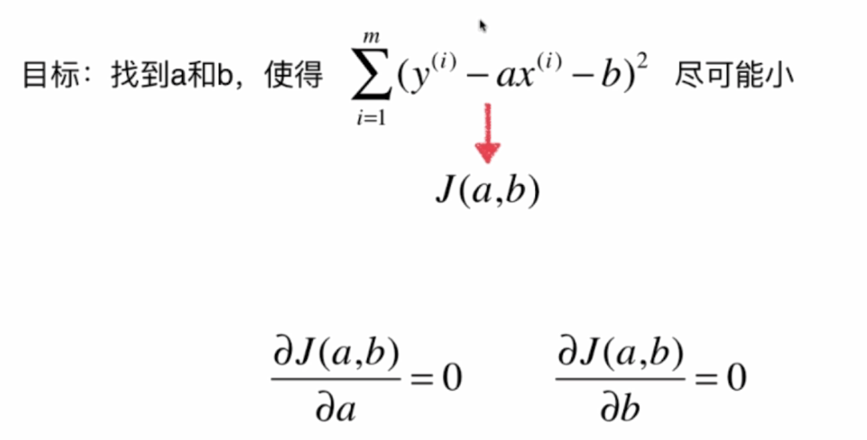 目标：找到a和b，使得 $\sum_{i=1}^{m}(y^{(i)} - ax^{(i)} - b)^2$ 尽可能小
$J(a,b)$
$\frac{\partial J(a,b)}{\partial a} = 0$ $\frac{\partial J(a,b)}{\partial b} = 0$